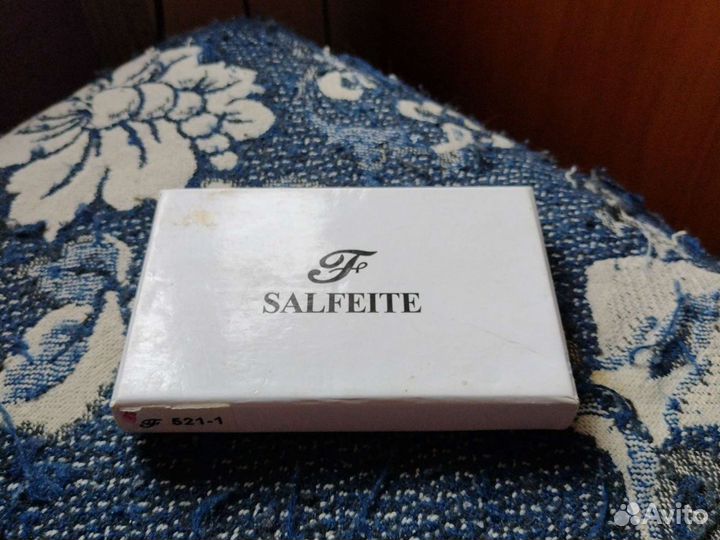 F
SALFEITE
F 521-1
Avito